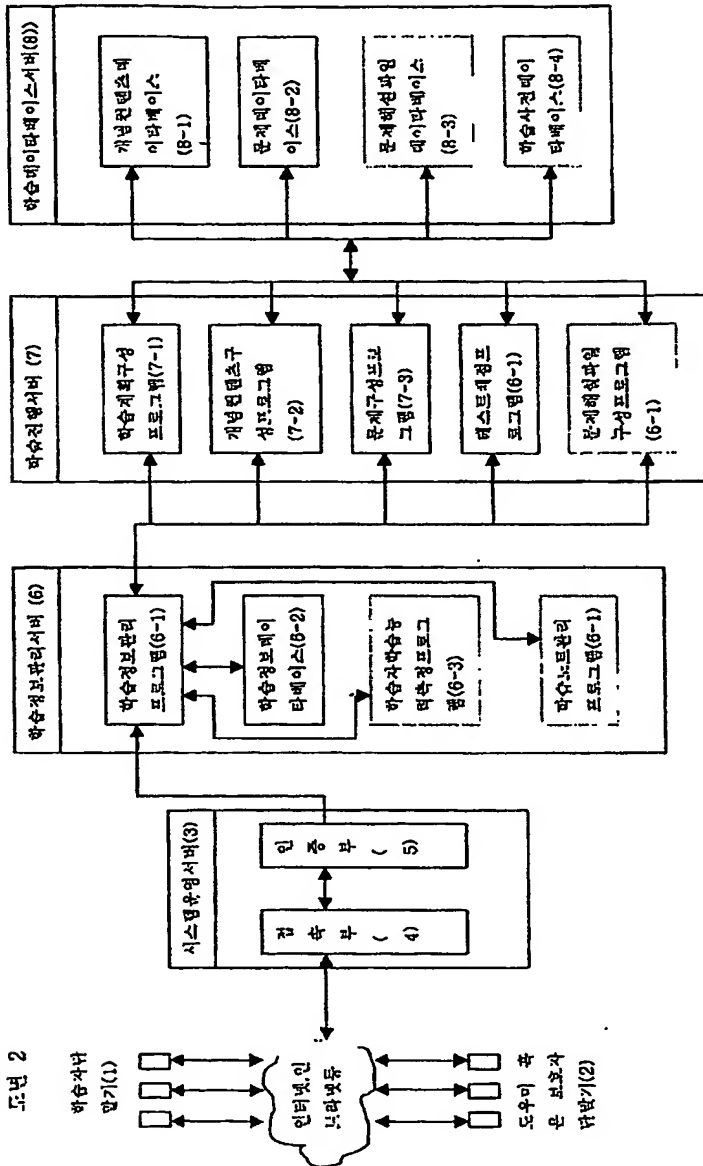 도면 2
학습자단
말기(1)
인터넷,인
트라넷등
도우미 혹
은 보호자
단말기(2)
시스템운영서버(3)
접속부(4)
인증부(5)
학습정보관리서버(6)
학습정보관리
프로그램(6-1)
학습정보데이
타베이스(6-2)
학습자학습능
력측정프로그
램(6-3)
학습노트관리
프로그램(6-1)
학습진행서버(7)
학습계획구성
프로그램(7-1)
개념컨텐츠구
성프로그램
(7-2)
문제구성프로
그램(7-3)
테스트채점프
로그램(6-1)
문제해설파일
구성프로그램
(6-1)
학습데이타베이스서버(8))
개념컨텐츠데
이타베이스
(8-1)
문제데이타베
이스(8-2)
문제해설파일
데이타베이스
(8-3)
학습사전데이
타베이스(8-4)